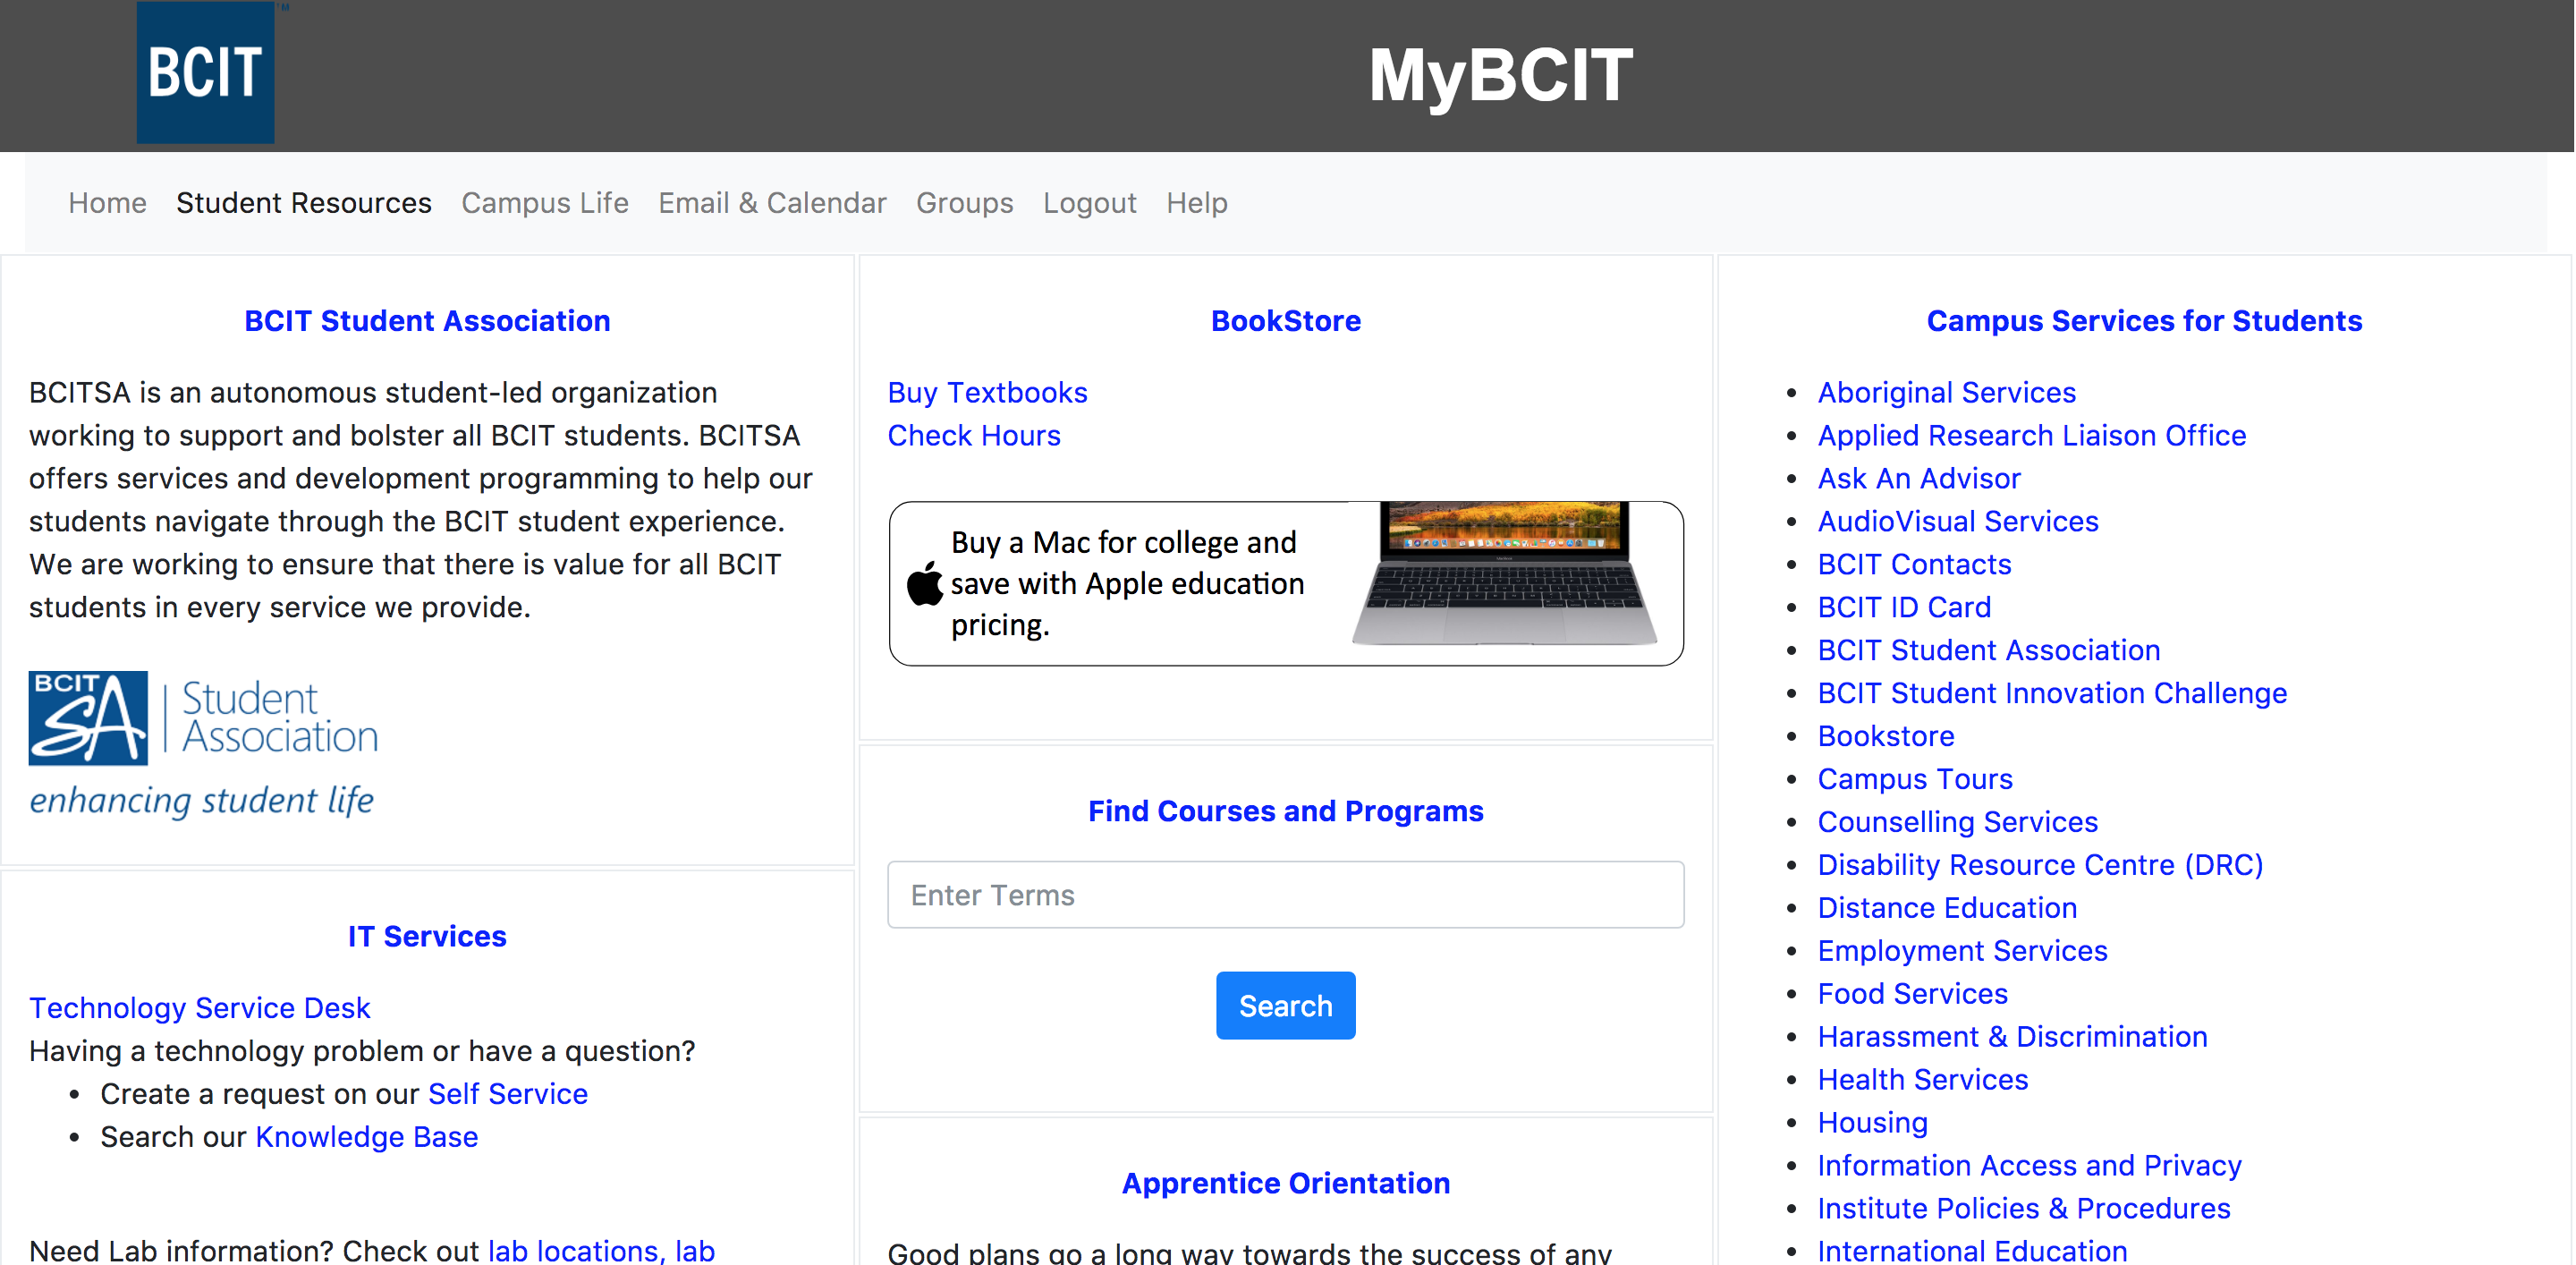 BCIT
TM
MyBCIT
Home Student Resources Campus Life Email & Calendar Groups Logout Help
BCIT Student Association
BCITSA is an autonomous student-led organization
working to support and bolster all BCIT students. BCITSA
offers services and development programming to help our
students navigate through the BCIT student experience.
We are working to ensure that there is value for all BCIT
students in every service we provide.
BCIT
SA
Student
Association
enhancing student life
IT Services
Technology Service Desk
Having a technology problem or have a question?
• Create a request on our Self Service
• Search our Knowledge Base
Need Lab information? Check out lab locations, lab
BookStore
Buy Textbooks
Check Hours
Buy a Mac for college and
save with Apple education
pricing.
Find Courses and Programs
Enter Terms
Search
Apprentice Orientation
Good plans go a long way towards the success of any
Campus Services for Students
• Aboriginal Services
• Applied Research Liaison Office
• Ask An Advisor
• AudioVisual Services
• BCIT Contacts
• BCIT ID Card
• BCIT Student Association
• BCIT Student Innovation Challenge
• Bookstore
• Campus Tours
• Counselling Services
• Disability Resource Centre (DRC)
• Distance Education
• Employment Services
• Food Services
• Harassment & Discrimination
• Health Services
• Housing
• Information Access and Privacy
• Institute Policies & Procedures
• International Education